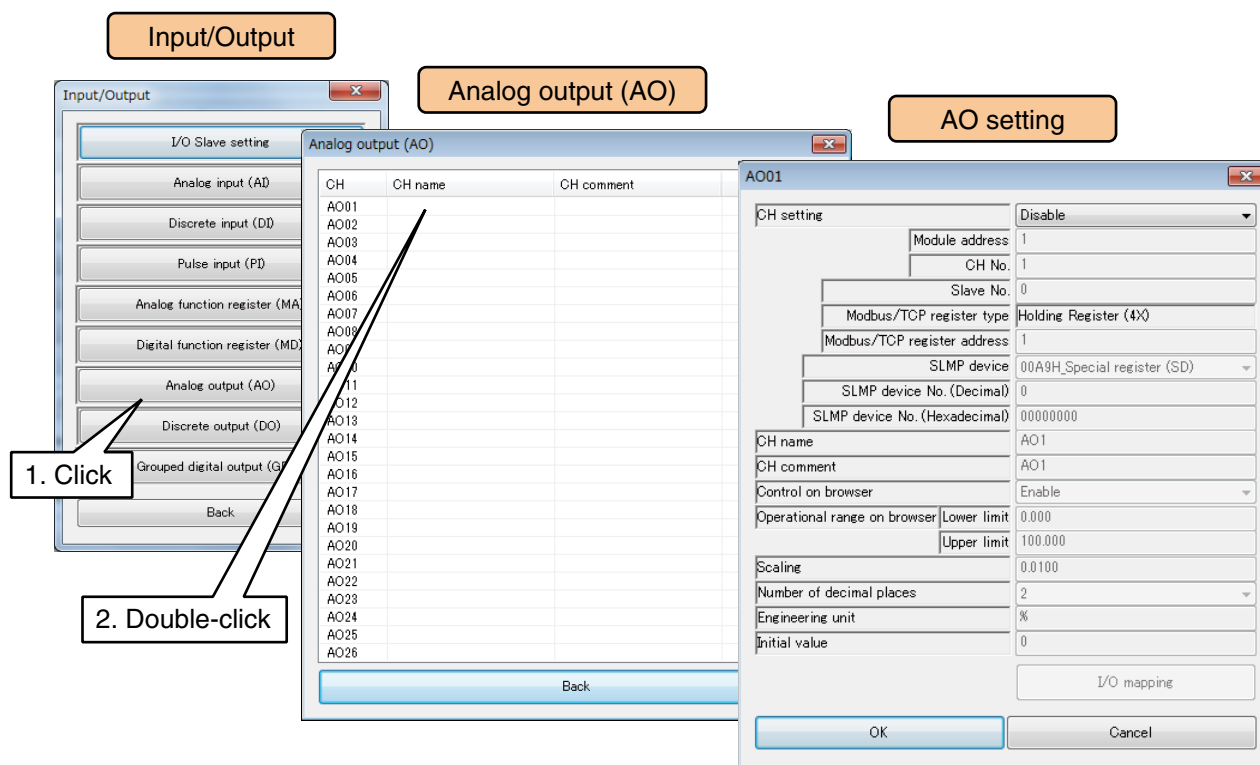 Input/Output
Analog output (AO)
AO setting
Input/Output
I/O Slave setting
Analog input (AI)
Discrete input (DI)
Pulse input (PI)
Analog function register (MA)
Digital function register (MD)
Analog output (AO)
Discrete output (DO)
Grouped digital output (G
Back
1. Click
Analog output (AO)
CH CH name CH comment
AO01
AO02
AO03
AO04
AO05
AO06
AO07
AO08
AO0
0
11
AO12
AO13
AO14
AO15
AO16
AO17
AO18
AO19
AO20
AO21
AO22
AO23
AO24
AO25
AO26
Back
2. Double-click
AO01
CH setting Disable
Module address 1
CH No. 1
Slave No. 0
Modbus/TCP register type Holding Register (4X)
Modbus/TCP register address 1
SLMP device 00A9H_Special register (SD)
SLMP device No. (Decimal) 0
SLMP device No. (Hexadecimal) 00000000
CH name AO1
CH comment AO1
Control on browser Enable
Operational range on browser Lower limit 0.000
Upper limit 100.000
Scaling 0.0100
Number of decimal places 2
Engineering unit %
Initial value 0
I/O mapping
OK Cancel